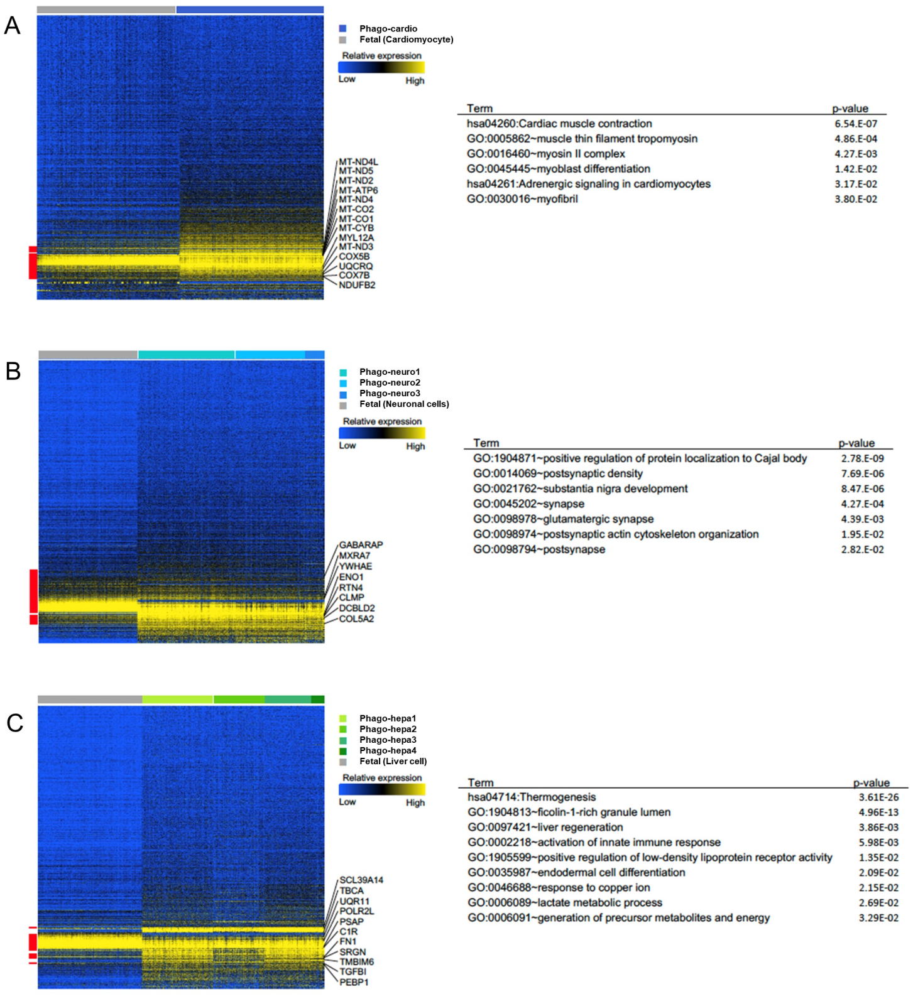 A
Phago-cardio
Fetal (Cardiomyocyte)
Relative expression
Low High
MT-ND4L
MT-ND5
MT-ND2
MT-ATP6
MT-ND4
MT-CO2
MT-CO1
MT-CYB
MYL12A
MT-ND3
COX5B
UQCRQ
COX7B
NDUFB2
Term p-value
hsa04260:Cardiac muscle contraction 6.54.E-07
GO:0005862~muscle thin filament tropomyosin 4.86.E-04
GO:0016460~myosin II complex 4.27.E-03
GO:0045445~myoblast differentiation 1.42.E-02
hsa04261:Adrenergic signaling in cardiomyocytes 3.17.E-02
GO:0030016~myofibril 3.80.E-02
B
Phago-neuro1
Phago-neuro2
Phago-neuro3
Fetal (Neuronal cells)
Relative expression
Low High
GABARAP
MXRA7
YWHAE
ENO1
RTN4
CLMP
DCBLD2
COL5A2
Term p-value
GO:1904871~positive regulation of protein localization to Cajal body 2.78.E-09
GO:0014069~postsynaptic density 7.69.E-06
GO:0021762~substantia nigra development 8.47.E-06
GO:0045202~synapse 4.27.E-04
GO:0098978~glutamatergic synapse 4.39.E-03
GO:0098974~postsynaptic actin cytoskeleton organization 1.95.E-02
GO:0098794~postsynapse 2.82.E-02
C
Phago-hepa1
Phago-hepa2
Phago-hepa3
Phago-hepa4
Fetal (Liver cell)
Relative expression
Low High
SCL39A14
TBCA
UQR11
POLR2L
PSAP
C1R
FN1
SRGN
TMBIM6
TGFBI
PEBP1
Term p-value
hsa04714:Thermogenesis 3.61E-26
GO:1904813~ficolin-1-rich granule lumen 4.96E-13
GO:0097421~liver regeneration 3.86E-03
GO:0002218~activation of innate immune response 5.98E-03
GO:1905599~positive regulation of low-density lipoprotein receptor activity 1.35E-02
GO:0035987~endodermal cell differentiation 2.09E-02
GO:0046688~response to copper ion 2.15E-02
GO:0006089~lactate metabolic process 2.69E-02
GO:0006091~generation of precursor metabolites and energy 3.29E-02